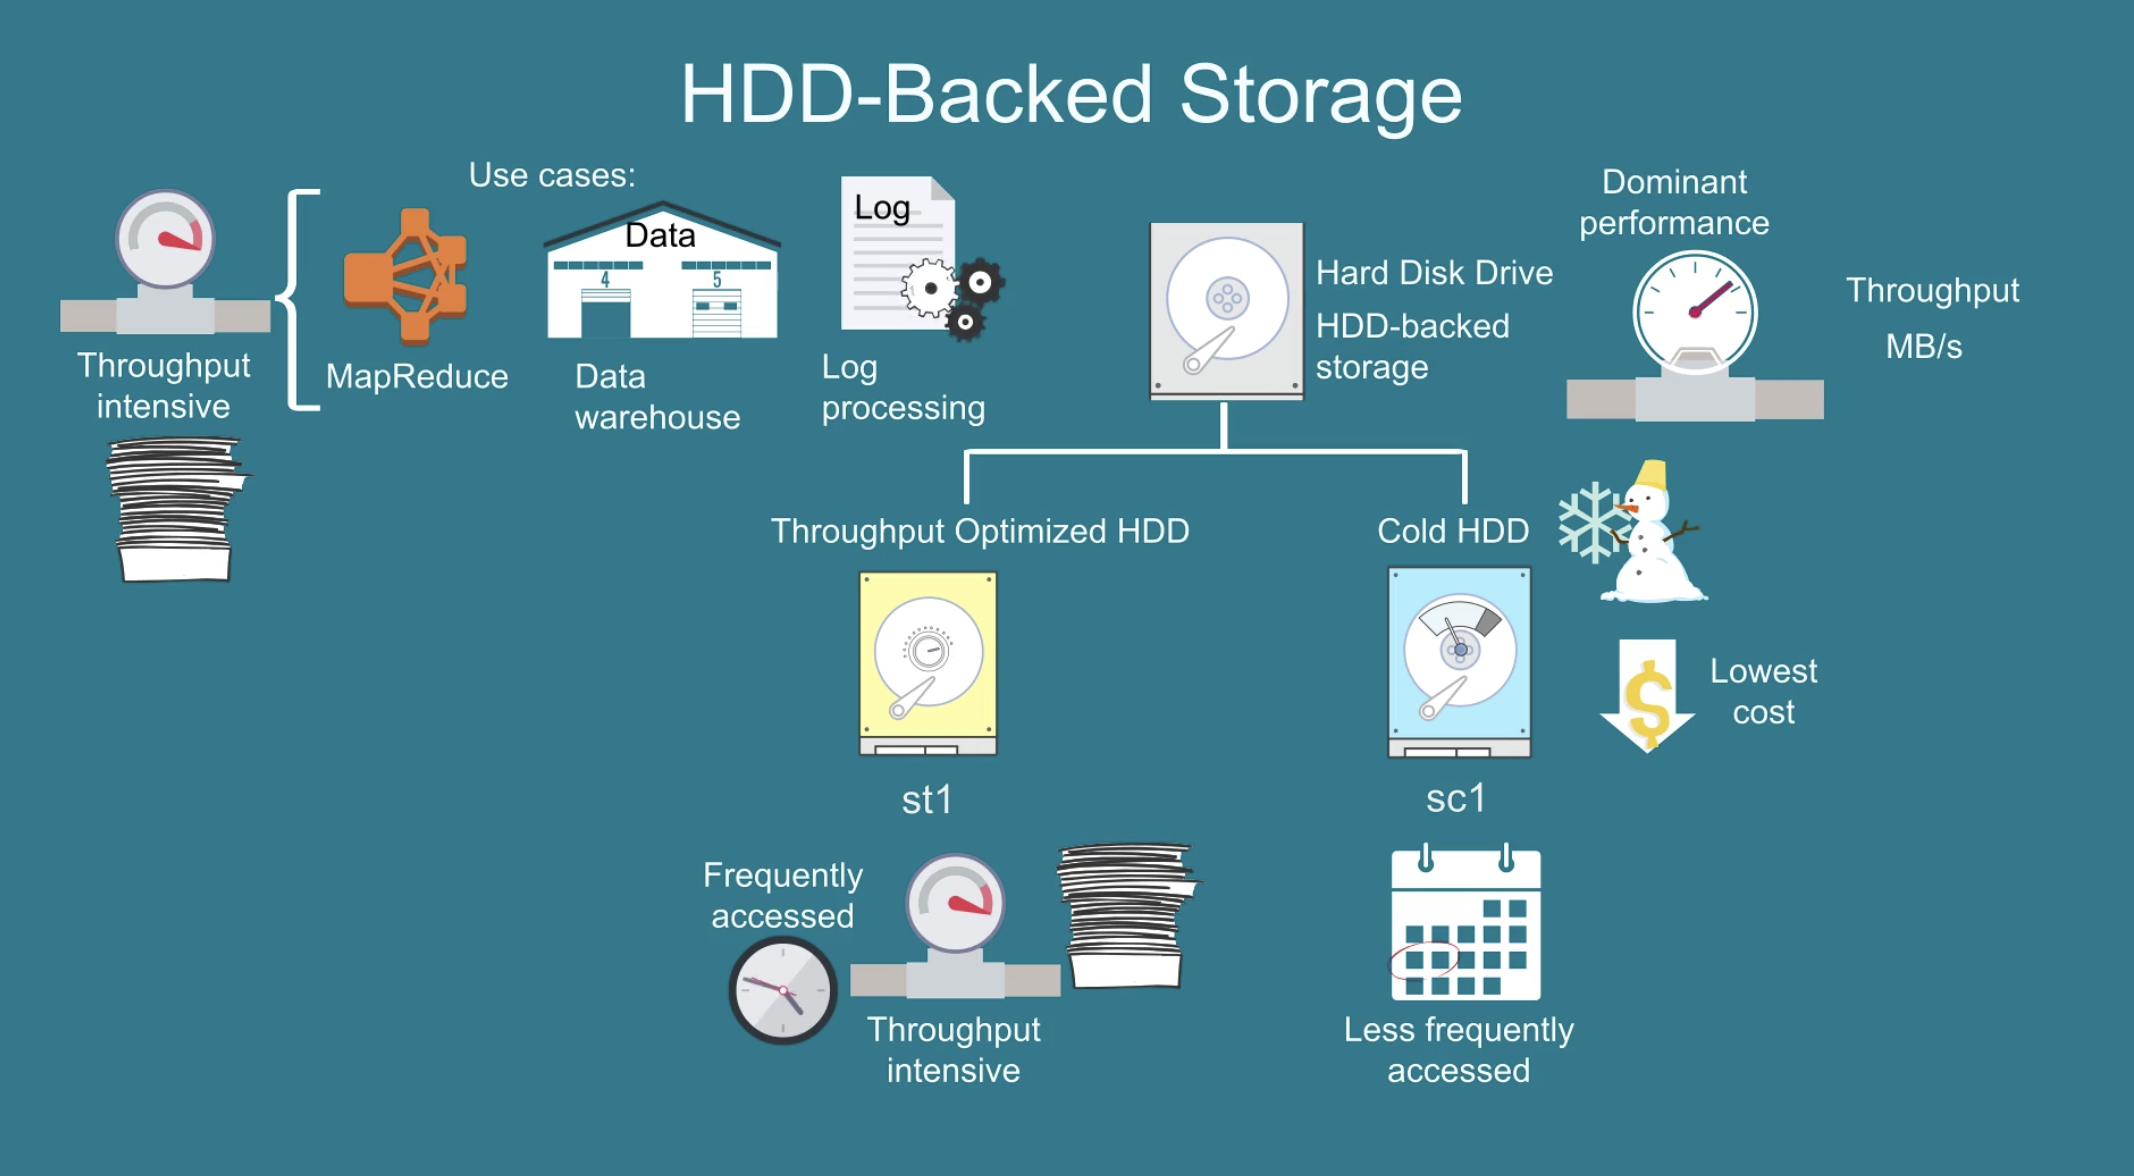 HDD-Backed Storage
Use cases:
Throughput
intensive
MapReduce
Data
4
5
Data
warehouse
Log
Log
processing
Hard Disk Drive
HDD-backed
storage
Dominant
performance
Throughput
MB/s
Throughput Optimized HDD
st1
Frequently
accessed
Throughput
intensive
Cold HDD
$
Lowest
cost
sc1
Less frequently
accessed